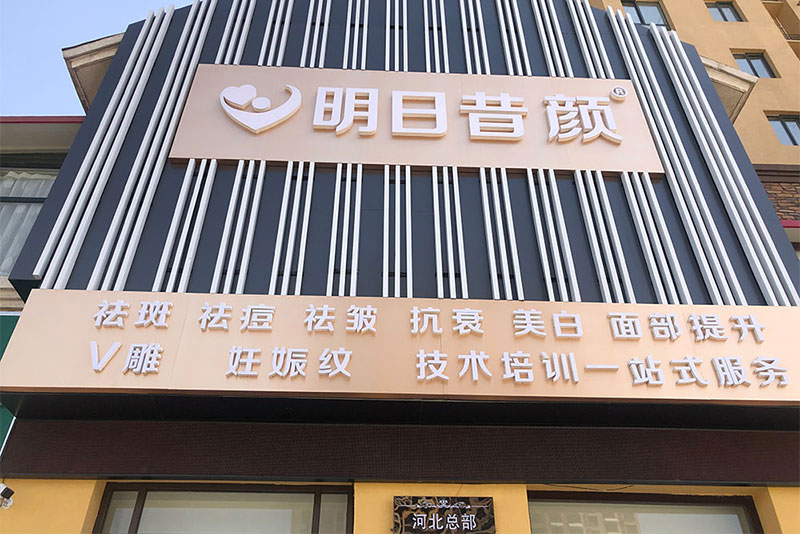 明日昔颜®
祛斑 祛痘 祛皱 抗衰 美白 面部提升
V雕 妊娠纹 技术培训一站式服务
河北总部